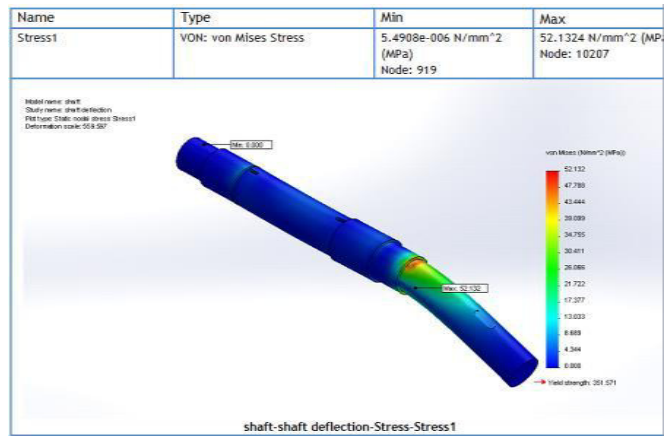 Name Type Min Max
Stress1 VON: von Mises Stress 5.4908e-006 N/mm^2 52.1324 N/mm^2 (MPa
(MPa) Node: 10207
Node: 919
Model name: shaft
Study name: shaft deflection
Plot type: Static nodal stress Stress1
Deformation scale: 559.597
Min: 0.000
von Mises (N/mm^2 (MPa))
52.132
47.788
43.444
39.099
34.755
30.411
26.066
21.722
17.377
13.033
8.689
4.344
0.000
Max: 52.132
Yield strength: 351.571
shaft-shaft deflection-Stress-Stress1